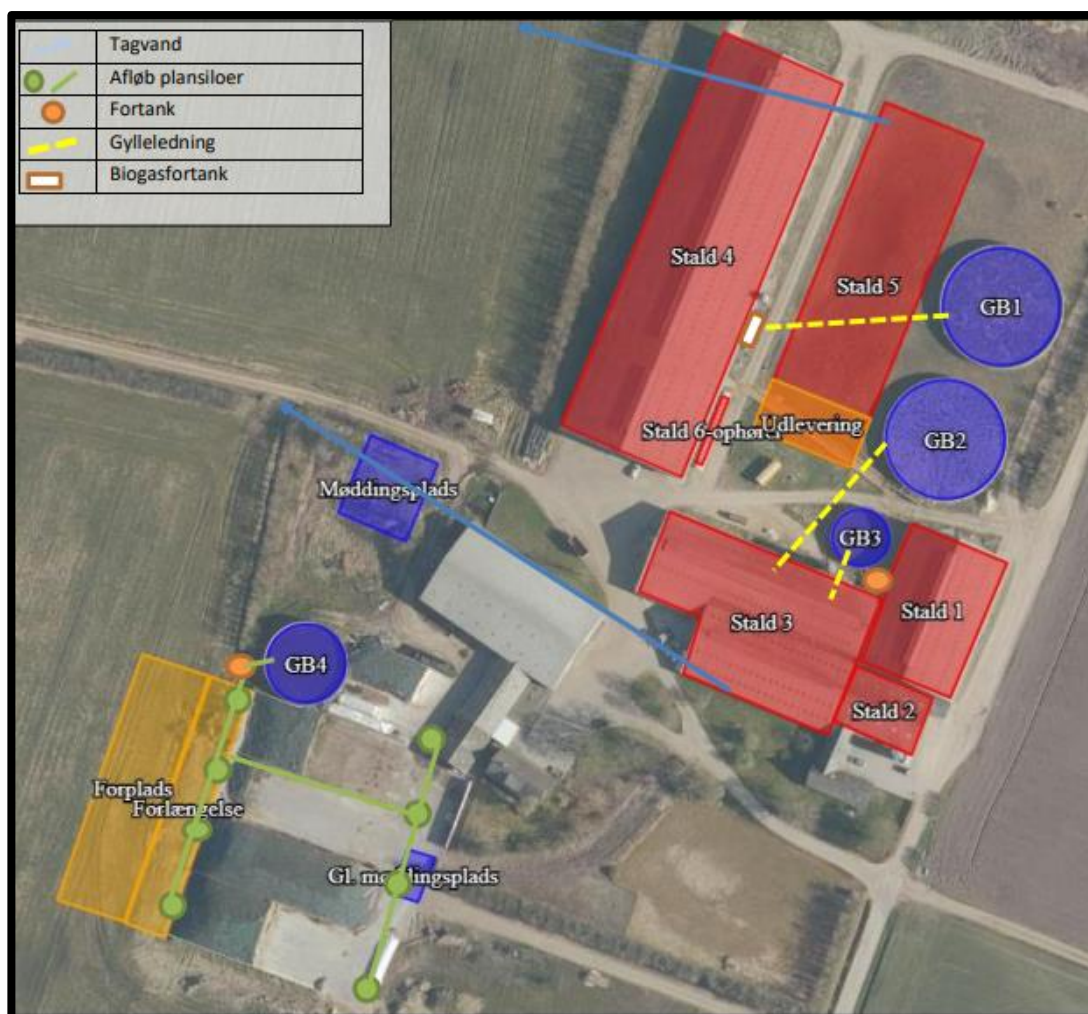 Tagvand
Afløb plansiloer
Fortank
Gylleledning
Biogasfortank
Stald 4
Stald 5
GB1
Stald 6-ophører
Udlevering
GB2
Møddingsplads
GB3
Stald 1
Stald 3
GB4
Stald 2
Forplads
Forlængelse
Gl. møddingsplads